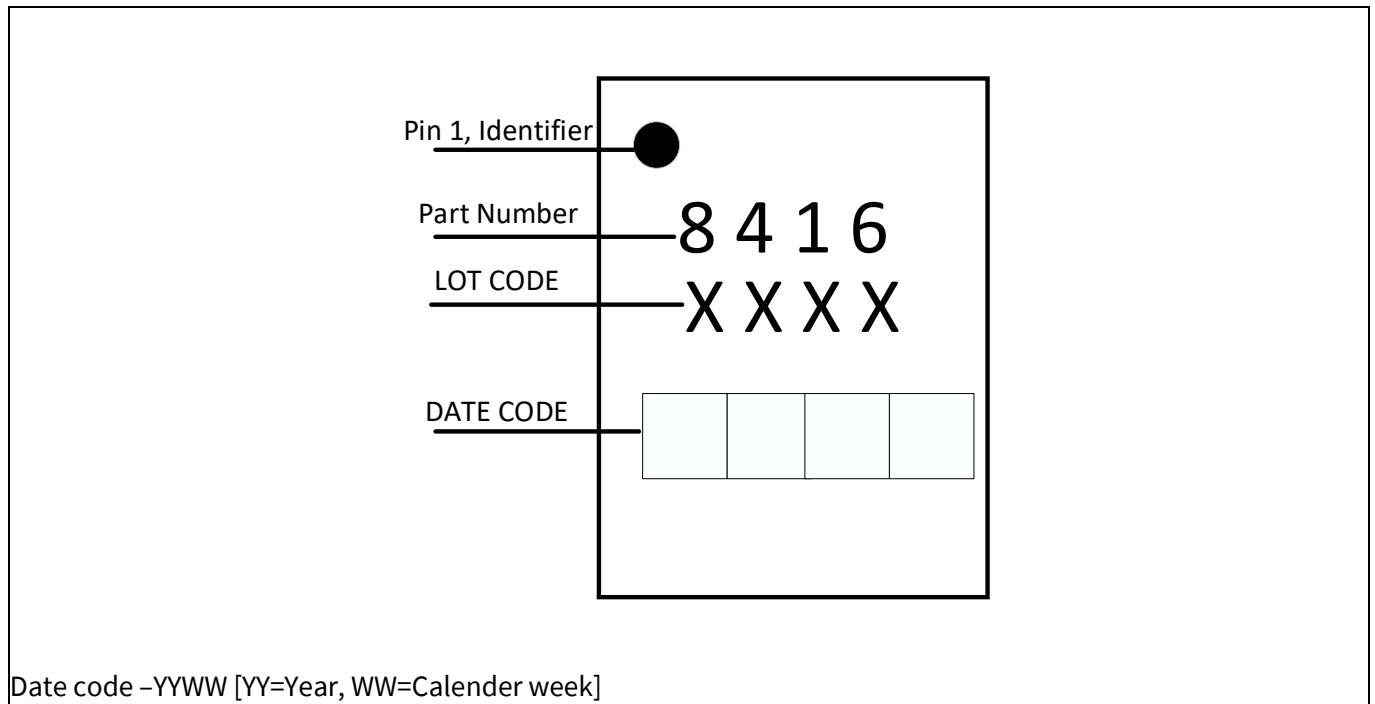 Pin 1, Identifier
Part Number
8 4 1 6
LOT CODE
X X X X
DATE CODE
Date code –YYWW [YY=Year, WW=Calender week]